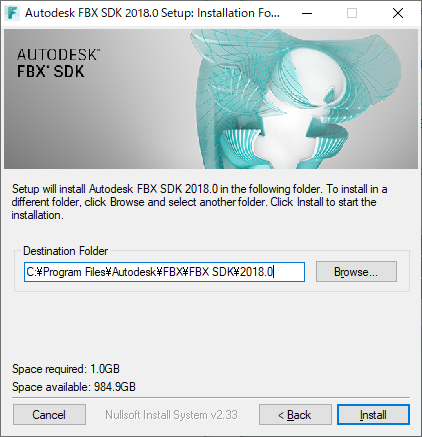 Autodesk FBX SDK 2018.0 Setup: Installation Fo...
AUTODESK®
FBX® SDK
Setup will install Autodesk FBX SDK 2018.0 in the following folder. To install in a
different folder, click Browse and select another folder. Click Install to start the
installation.
Destination Folder
C:¥Program Files¥Autodesk¥FBX¥FBX SDK¥2018.0
Browse...
Space required: 1.0GB
Space available: 984.9GB
Cancel
Nullsoft Install System v2.33
< Back
Install